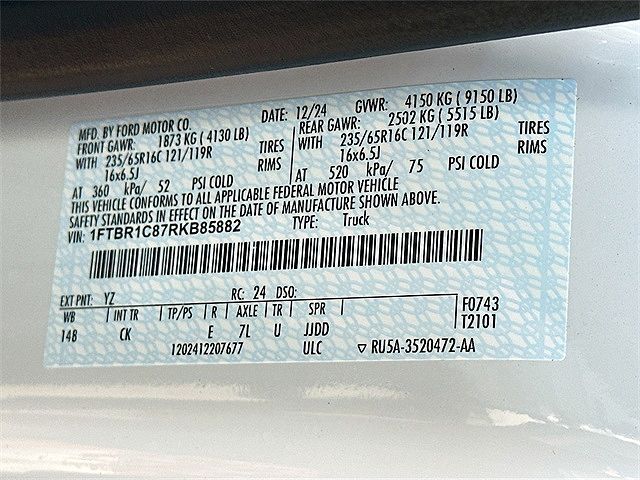 MFD. BY FORD MOTOR CO. DATE: 12/24 GVWR: 4150 KG ( 9150 LB)
FRONT GAWR: 1873 KG ( 4130 LB) REAR GAWR: 2502 KG ( 5515 LB)
WITH 235/65R16C 121/119R TIRES WITH 235/65R16C 121/119R TIRES
16x6.5J RIMS 16x6.5J RIMS
AT 360 kPa/ 52 PSI COLD AT 520 kPa/ 75 PSI COLD
THIS VEHICLE CONFORMS TO ALL APPLICABLE FEDERAL MOTOR VEHICLE
SAFETY STANDARDS IN EFFECT ON THE DATE OF MANUFACTURE SHOWN ABOVE.
VIN: 1FTBR1C87RKB85882 TYPE: Truck
EXT PNT: YZ RC: 24 DSO:
WB INT TR TP/PS R AXLE TR SPR F0743
148 CK E 7L U JJDD T2101
1202412207677 ULC ▽ RU5A-3520472-AA